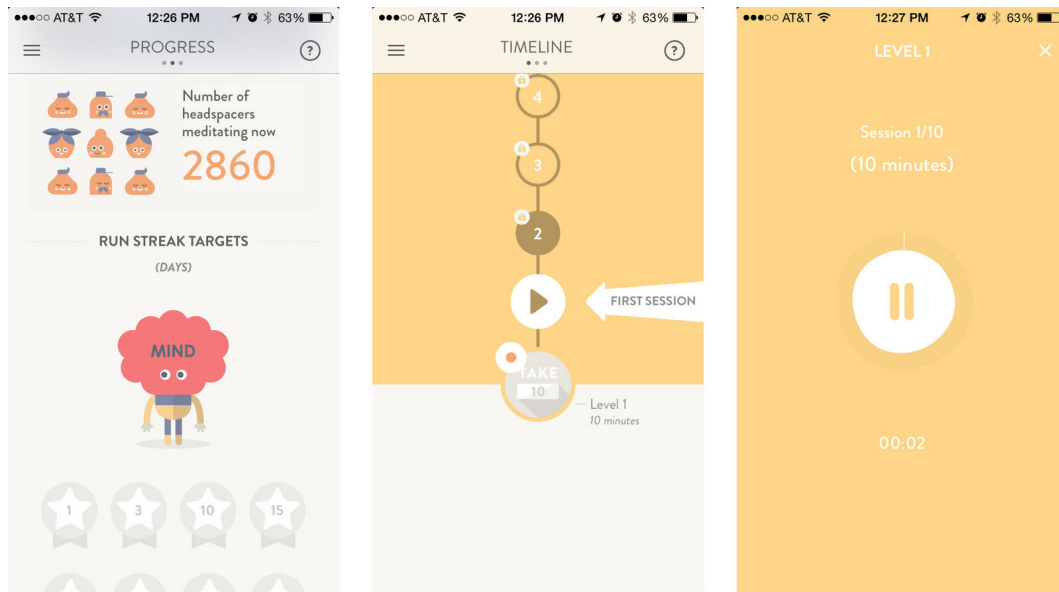 AT&T 12:26 PM 63%
PROGRESS
?
Number of
headspacers
meditating now
2860
RUN STREAK TARGETS
(DAYS)
MIND
1 3 10 15
AT&T 12:26 PM 63%
TIMELINE
?
4
3
2
FIRST SESSION
TAKE
10
Level 1
10 minutes
AT&T 12:27 PM 63%
LEVEL 1
Session 1/10
(10 minutes)
00:02